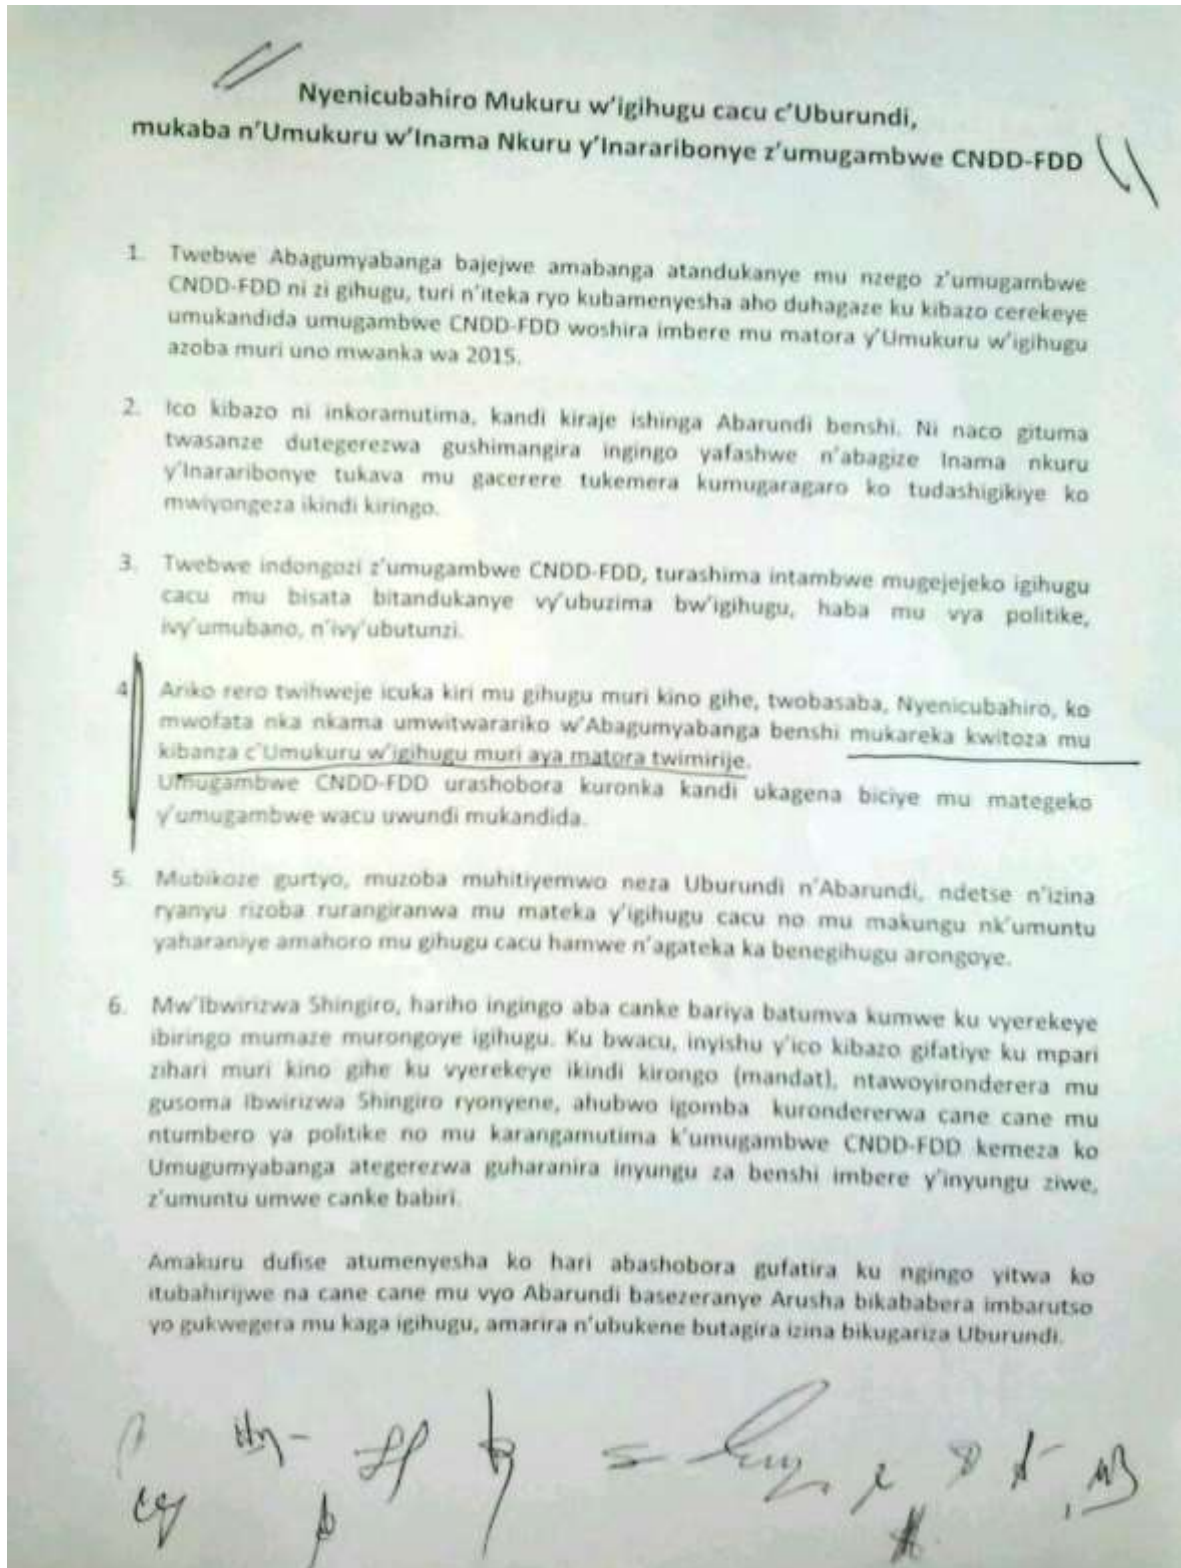 Nyenicubahiro Mukuru w'igihugu cacu c'Uburundi,
mukaba n'Umukuru w'Inama Nkuru y'Inararibonye z'umugambwe CNDD-FDD
1. Twebwe Abagumyabanga bajejwe amabanga atandukanye mu nzego z'umugambwe
CNDD-FDD ni zi gihugu, turi n'iteka ryo kubamenyesha aho duhagaze ku kibazo cerekeye
umukandida umugambwe CNDD-FDD woshira imbere mu matora y'Umukuru w'igihugu
azoba muri uno mwanka wa 2015.
2. Ico kibazo ni inkoramutima, kandi kiraje ishinga Abarundi benshi. Ni naco gituma
twasanze dutegerezwa gushimangira ingingo yafashwe n'abagize Inama nkuru
y'Inararibonye tukava mu gacerere tukemera kumugaragaro ko tudashigikiye ko
mwiyongeza ikindi kiringo.
3. Twebwe indongozi z'umugambwe CNDD-FDD, turashima intambwe mugejejeko igihugu
cacu mu bisata bitandukanye vy'ubuzima bw'igihugu, haba mu vya politike,
ivy'umubano, n'ivy'ubutunzi.
4 Ariko rero twihweje icuka kiri mu gihugu muri kino gihe, twobasaba, Nyenicubahiro, ko
mwofata nka nkama umwitwarariko w'Abagumyabanga benshi mukareka kwitoza mu
kibanza c'Umukuru w'igihugu muri aya matora twimirije.
Umugambwe CNDD-FDD urashobora kuronka kandi ukagena biciye mu mategeko
y'umugambwe wacu uwundi mukandida.
5. Mubikoze gurtyo, muzoba muhitiyemwo neza Uburundi n'Abarundi, ndetse n'izina
ryanyu rizoba rurangiranwa mu mateka y'igihugu cacu no mu makungu nk'umuntu
yaharaniye amahoro mu gihugu cacu hamwe n'agateka ka benegihugu arongoye.
6. Mw'Ibwirizwa Shingiro, hariho ingingo aba canke bariya batumva kumwe ku vyerekeye
ibiringo mumaze murongoye igihugu. Ku bwacu, inyishu y'ico kibazo gifatiye ku mpari
zihari muri kino gihe ku vyerekeye ikindi kirongo (mandat), ntawoyironderera mu
gusoma Ibwirizwa Shingiro ryonyene, ahubwo igomba kurondererwa cane cane mu
ntumbero ya politike no mu karangamutima k'umugambwe CNDD-FDD kemeza ko
Umugumyabanga ategerezwa guharanira inyungu za benshi imbere y'inyungu ziwe,
z'umuntu umwe canke babiri.
Amakuru dufise atumenyesha ko hari abashobora gufatira ku ngingo yitwa ko
itubahirijwe na cane cane mu vyo Abarundi basezeranye Arusha bikababera imbarutso
yo gukwegera mu kaga igihugu, amarira n'ubukene butagira izina bikugariza Uburundi.